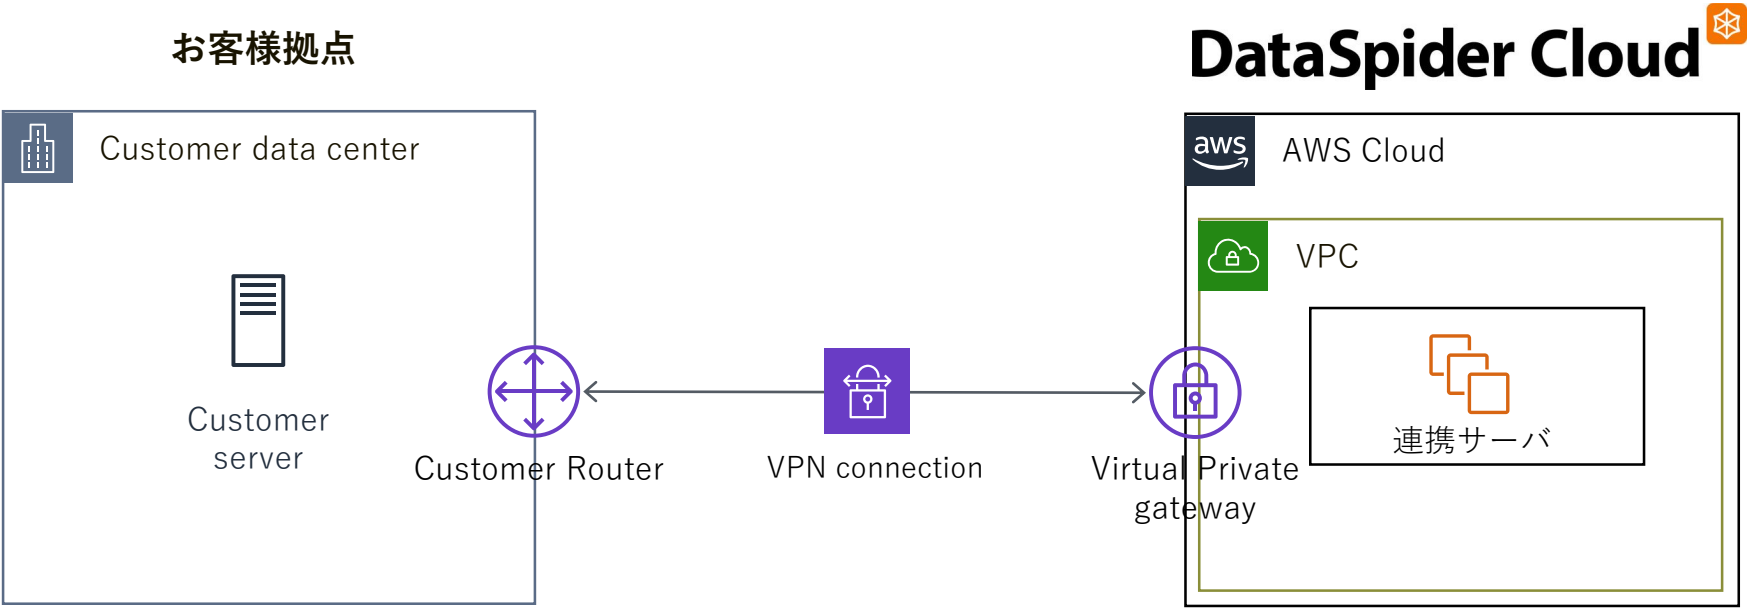 お客様拠点
DataSpider Cloud
Customer data center
aws
AWS Cloud
VPC
Customer
server
Customer Router
VPN connection
Virtual Private
gateway
連携サーバ